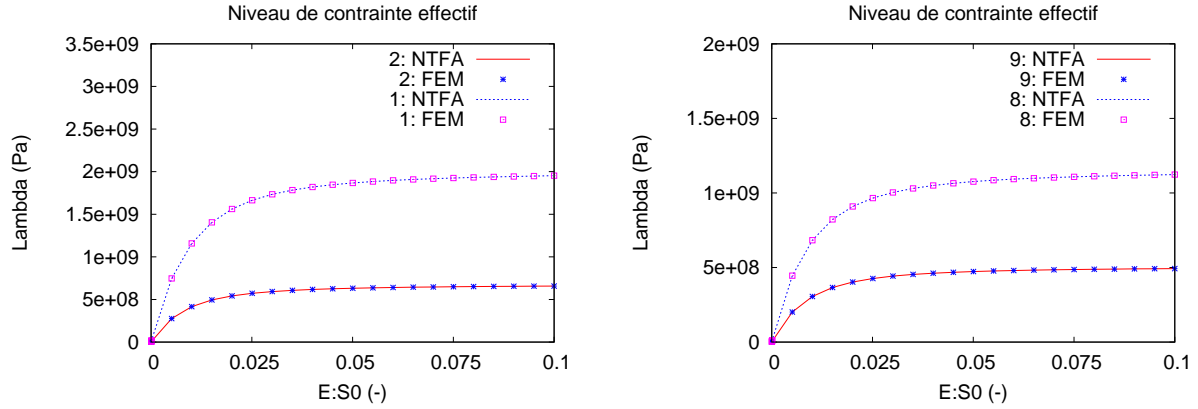 Niveau de contrainte effectif
3.5e+09
3e+09
2.5e+09
2e+09
1.5e+09
1e+09
5e+08
0
Lambda (Pa)
2: NTFA
2: FEM
1: NTFA
1: FEM
0 0.025 0.05 0.075 0.1
E:S0 (-)
Niveau de contrainte effectif
2e+09
1.5e+09
1e+09
5e+08
0
Lambda (Pa)
9: NTFA
9: FEM
8: NTFA
8: FEM
0 0.025 0.05 0.075 0.1
E:S0 (-)